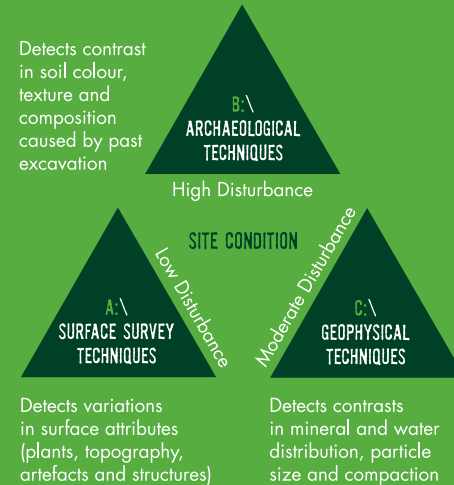 Detects contrast
in soil colour,
texture and
composition
caused by past
excavation
B:\
ARCHAEOLOGICAL
TECHNIQUES
High Disturbance
SITE CONDITION
Low Disturbance
Moderate Disturbance
A:\
SURFACE SURVEY
TECHNIQUES
C:\
GEOPHYSICAL
TECHNIQUES
Detects variations
in surface attributes
(plants, topography,
artefacts and structures)
Detects contrasts
in mineral and water
distribution, particle
size and compaction